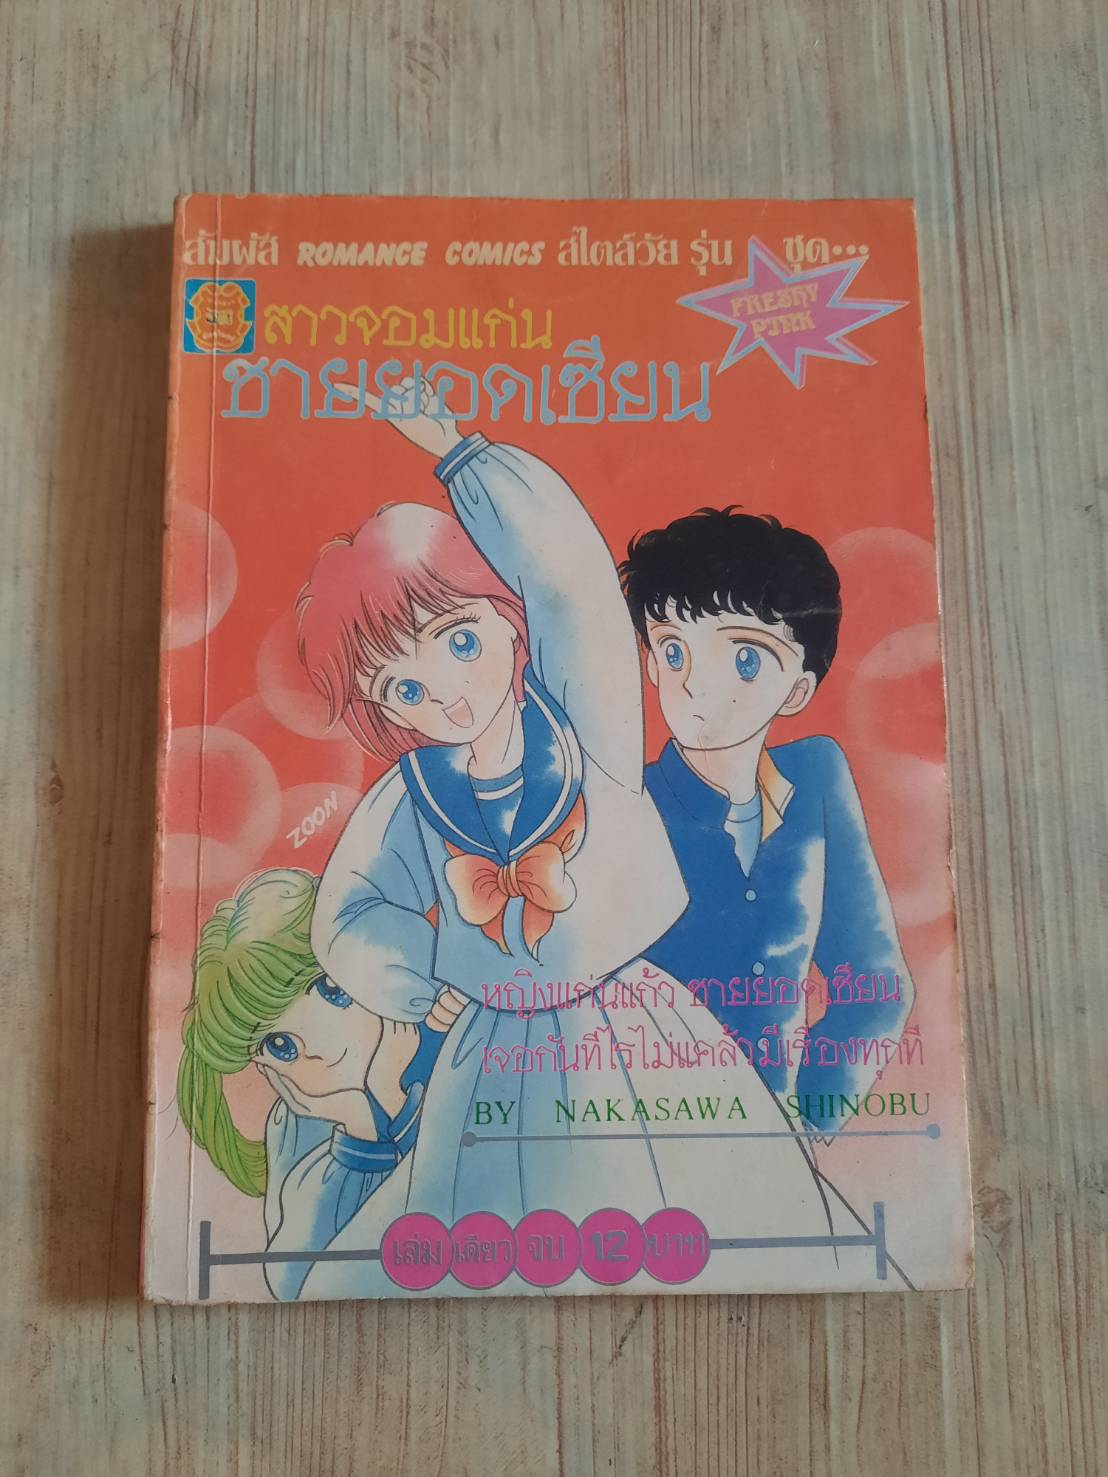 สัมผัส ROMANCE COMICS สไตล์วัย รุ่น ชุด...
FRESHY
PINK
สาวจอมแก่น
ชายยอดเซียน
ZOON
หญิงแก่นแก้ว ชายยอดเซียน
เจอกันทีไรไม่แคล้วมีเรื่องทุกที
BY NAKASAWA SHINOBU
เล่ม เดียว จบ 12 บาท